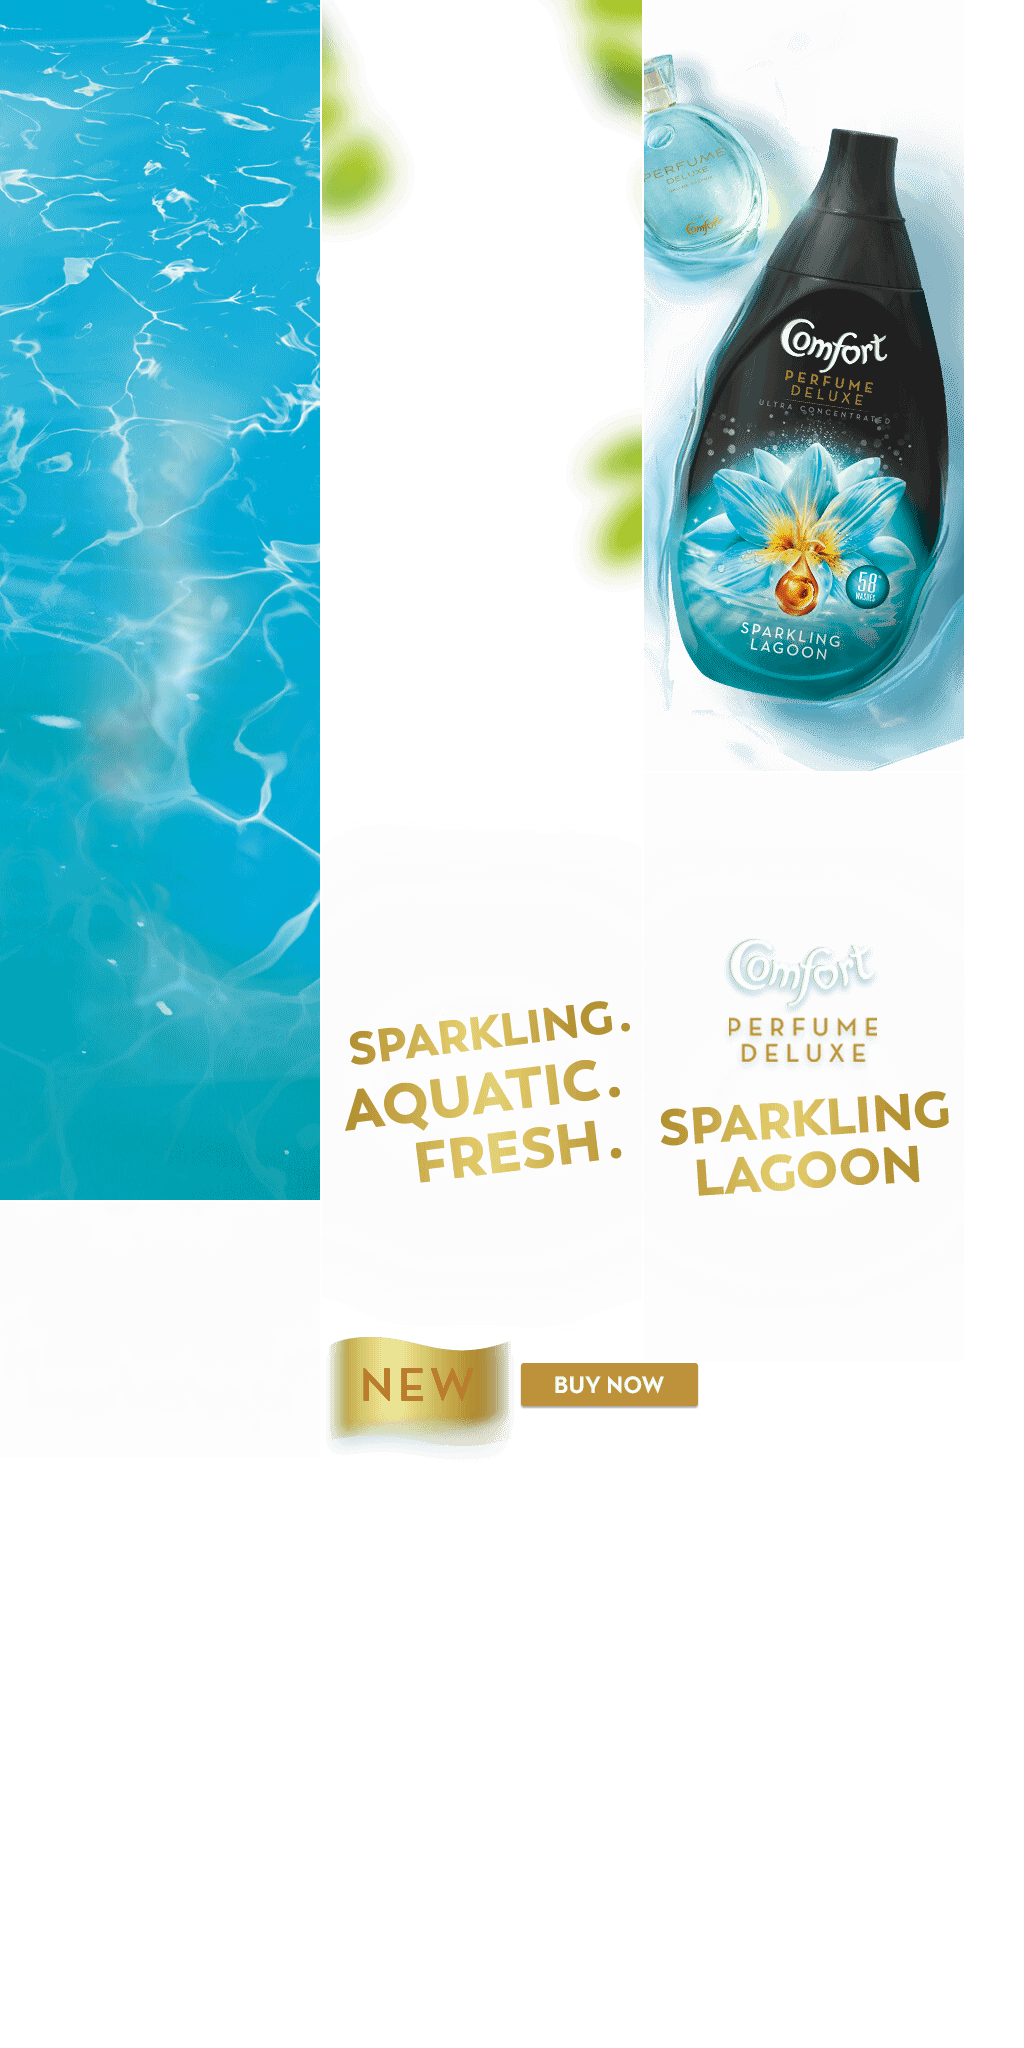 PERFUME
DELUXE
Comfort
Comfort
PERFUME
DELUXE
ULTRA CONCENTRATED
58*
WASHES
SPARKLING
LAGOON
SPARKLING.
AQUATIC.
FRESH.
Comfort
PERFUME
DELUXE
SPARKLING
LAGOON
NEW
BUY NOW